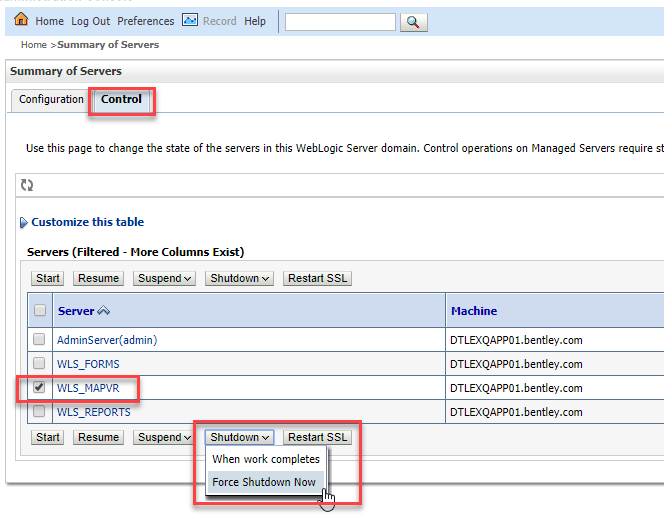 Home Log Out Preferences Record Help
Home >Summary of Servers
Summary of Servers
Configuration Control
Use this page to change the state of the servers in this WebLogic Server domain. Control operations on Managed Servers require
Customize this table
Servers (Filtered - More Columns Exist)
Start Resume Suspend Shutdown Restart SSL
Server Machine
AdminServer(admin) DTLEXQAPP01.bentley.com
WLS_FORMS DTLEXQAPP01.bentley.com
WLS_MAPVR DTLEXQAPP01.bentley.com
WLS_REPORTS DTLEXQAPP01.bentley.com
Start Resume Suspend Shutdown Restart SSL
When work completes
Force Shutdown Now